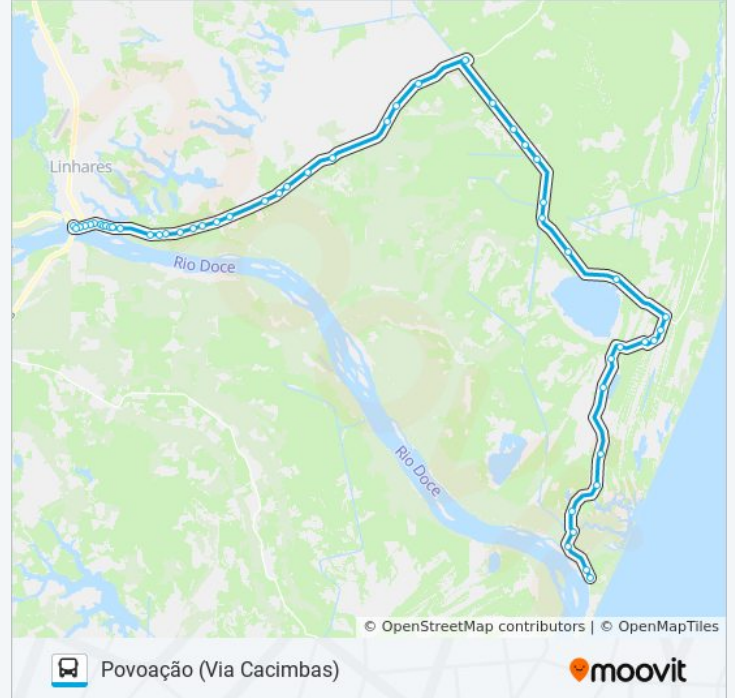 Linhares
Rio Doce
Rio Doce
© OpenStreetMap contributors | © OpenMapTiles
Povoação (Via Cacimbas)
moovit